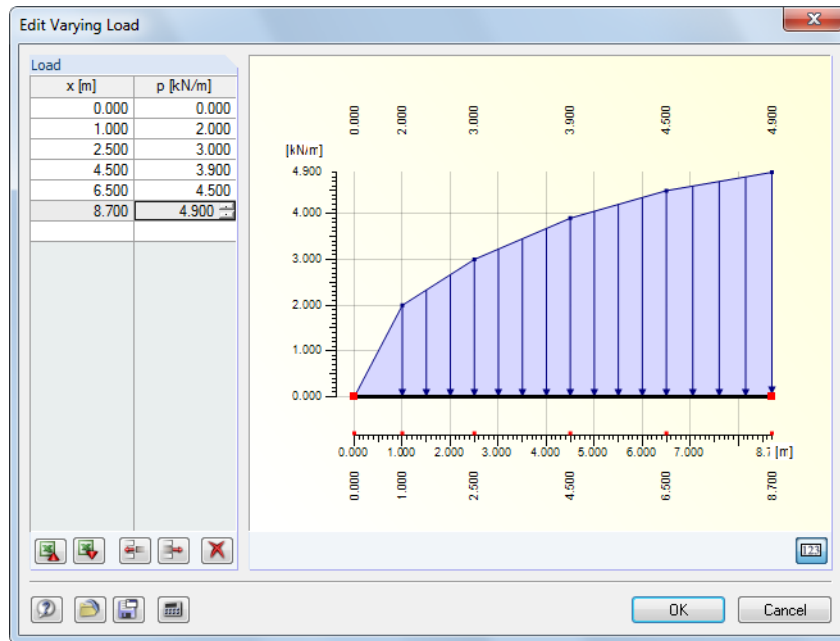 Edit Varying Load
Load
x [m] p [kN/m]
0.000 0.000
1.000 2.000
2.500 3.000
4.500 3.900
6.500 4.500
8.700 4.900
0.000 2.000 3.000 3.900 4.500 4.900
[kN/m]
4.900
4.000
3.000
2.000
1.000
0.000
0.000 1.000 2.000 3.000 4.000 5.000 6.000 7.000 8.7 [m]
0.000 1.000 2.500 4.500 6.500 8.700
123
OK Cancel